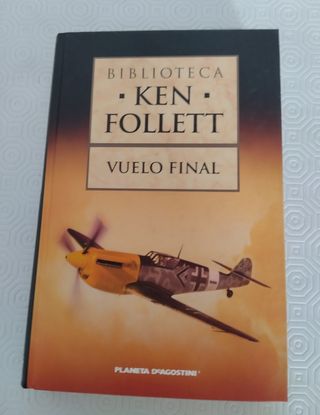 BIBLIOTECA
· KEN ·
FOLLETT
VUELO FINAL
PLANETA DEAGOSTINI